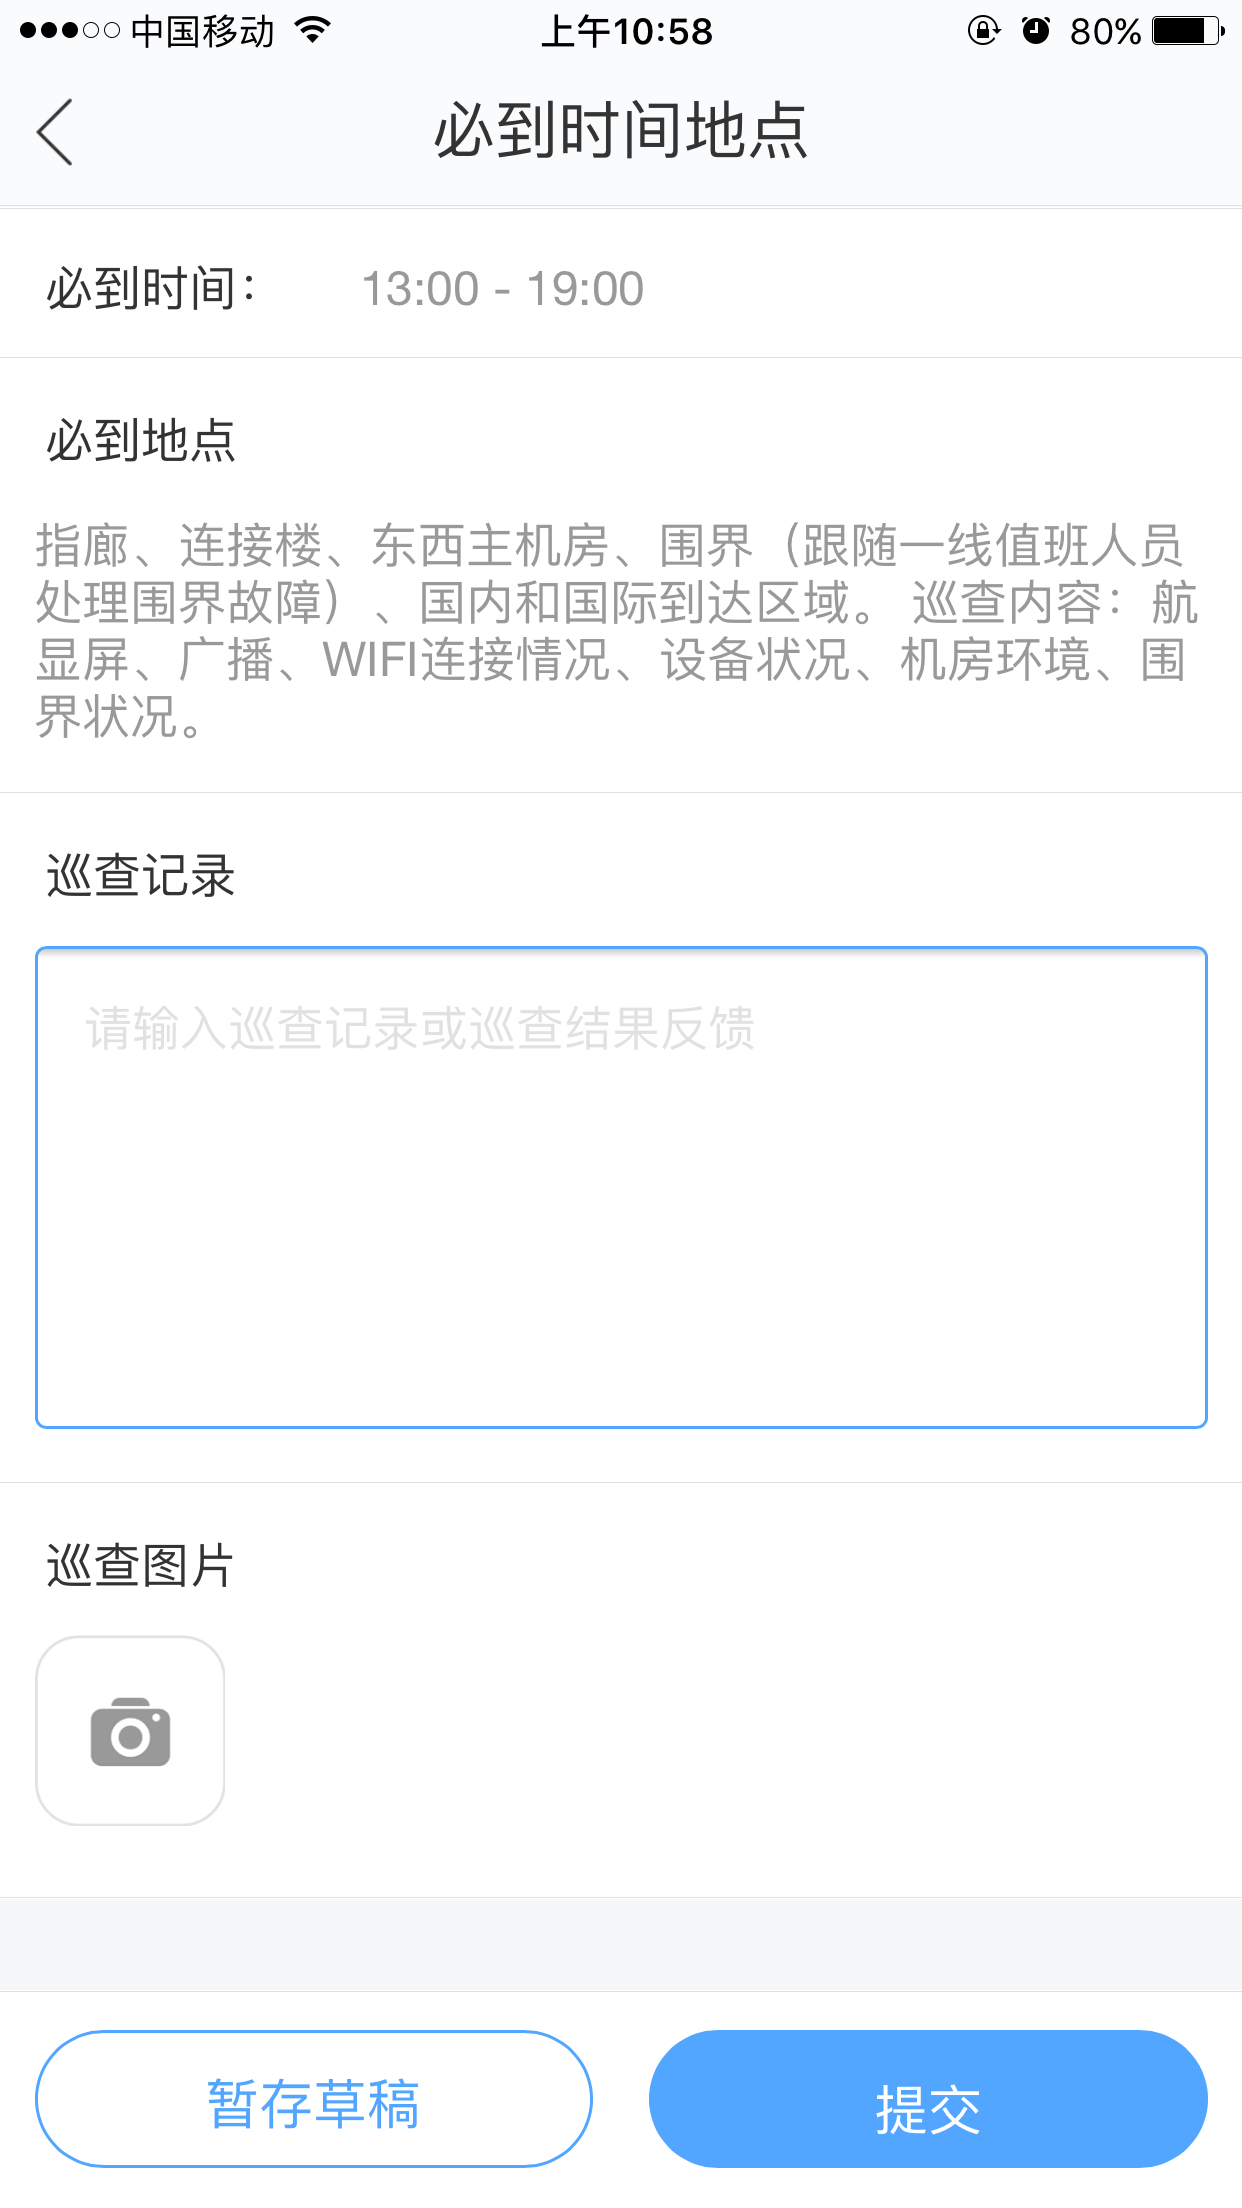 中国移动
上午10:58
80%
必到时间地点
必到时间：
13:00 - 19:00
必到地点
指廊、连接楼、东西主机房、围界（跟随一线值班人员
处理围界故障）、国内和国际到达区域。 巡查内容：航
显屏、广播、WIFI连接情况、设备状况、机房环境、围
界状况。
巡查记录
请输入巡查记录或巡查结果反馈
巡查图片
暂存草稿
提交